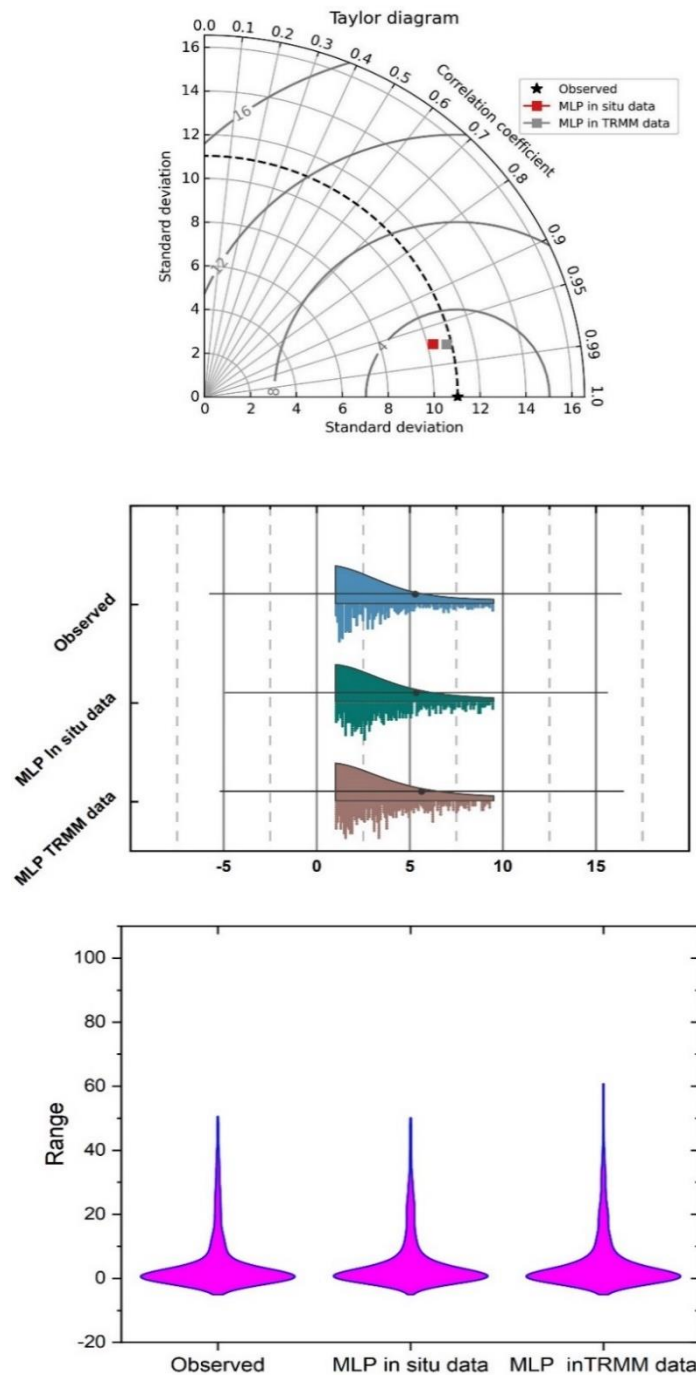 Taylor diagram
0.0 0.1 0.2 0.3 0.4 0.5 0.6 0.7 0.8 0.9 0.95 0.99 1.0
Correlation coefficient
Observed
MLP in situ data
MLP in TRMM data
16
14
12
10
8
6
4
2
0
Standard deviation
16
12
8
4
0 2 4 6 8 10 12 14 16
Standard deviation
Observed
MLP In situ data
MLP TRMM data
-5 0 5 10 15
100
80
60
40
20
0
-20
Range
Observed MLP in situ data MLP inTRMM data